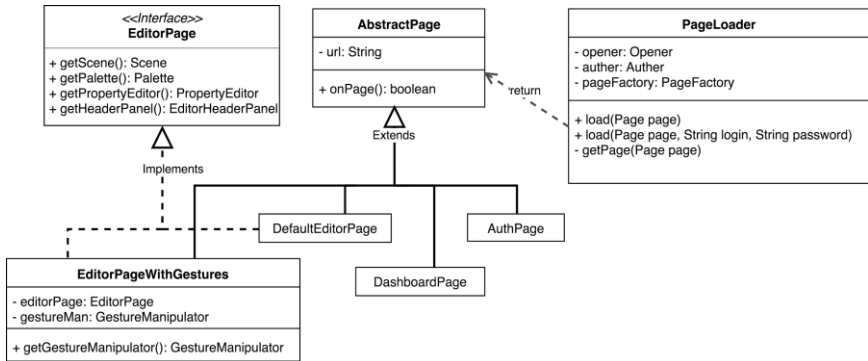 <<Interface>>
EditorPage
+ getScene(): Scene
+ getPalette(): Palette
+ getPropertyEditor(): PropertyEditor
+ getHeaderPanel(): EditorHeaderPanel
AbstractPage
- url: String
+ onPage(): boolean
PageLoader
- opener: Opener
- auther: Auther
- pageFactory: PageFactory
+ load(Page page)
+ load(Page page, String login, String password)
- getPage(Page page)
return
Extends
Implements
DefaultEditorPage
AuthPage
DashboardPage
EditorPageWithGestures
- editorPage: EditorPage
- gestureMan: GestureManipulator
+ getGestureManipulator(): GestureManipulator